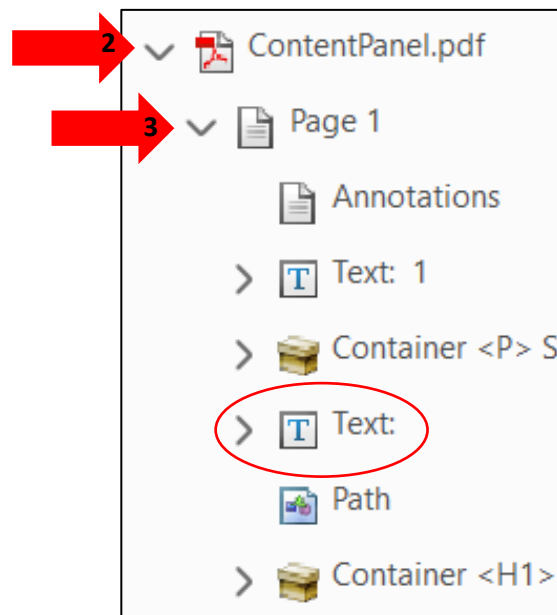 2 ContentPanel.pdf
3 Page 1
Annotations
T Text: 1
Container <P> S
T Text:
Path
Container <H1>